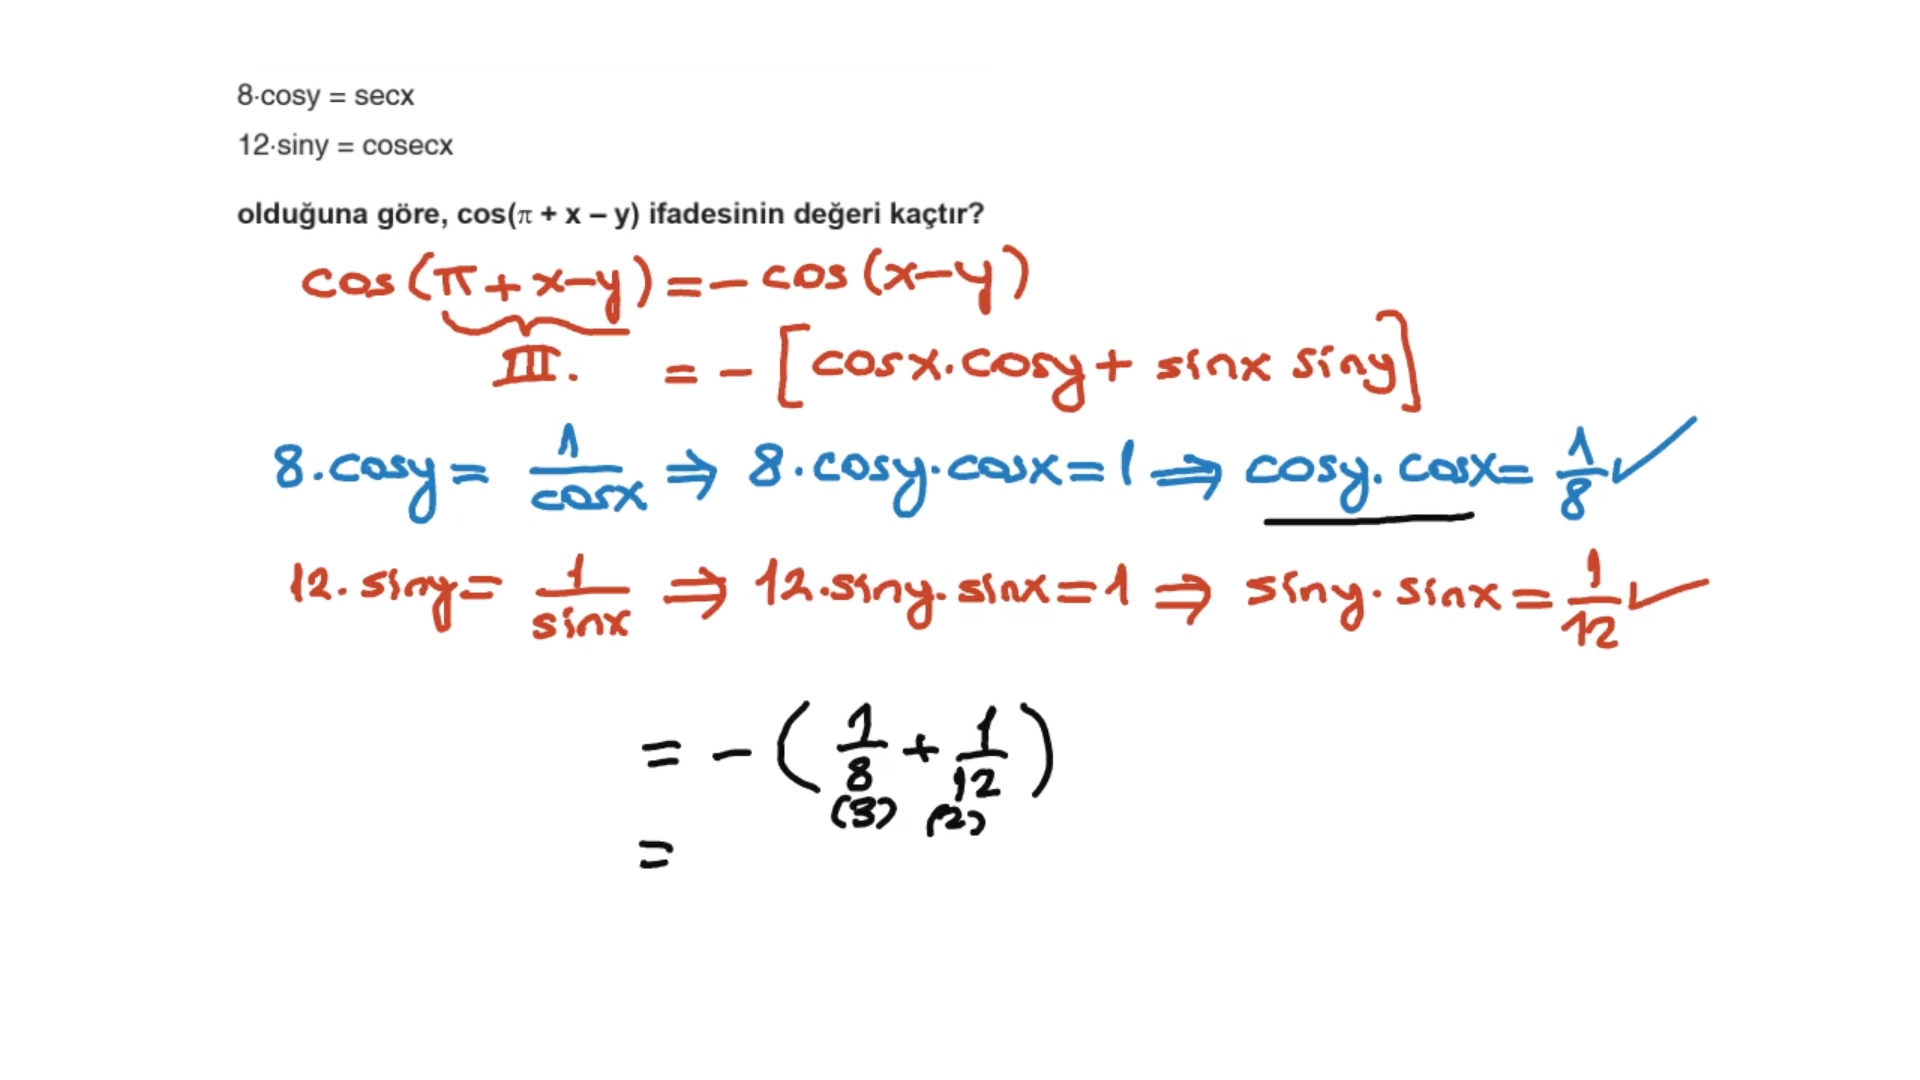 8·cosy = secx
12·siny = cosecx
olduğuna göre, cos(π + x – y) ifadesinin değeri kaçtır?
cos(π+x-y) = - cos(x-y)
III. = - [cosx.cosy + sinx siny]
8.cosy = 1/cosx ⇒ 8.cosy.cosx = 1 ⇒ cosy.cosx = 1/8 ✓
12.siny = 1/sinx ⇒ 12.siny.sinx = 1 ⇒ siny.sinx = 1/12 ✓
= - (1/8 + 1/12)
(3) (2)
=